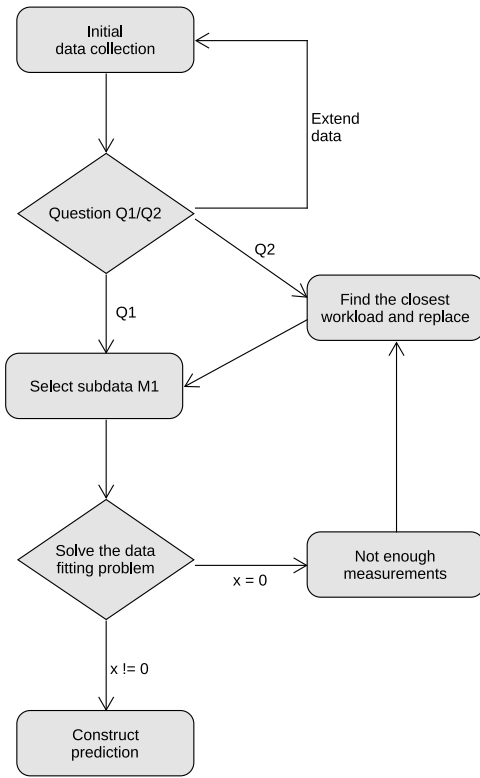 Initial
data collection
Extend
data
Question Q1/Q2
Q2
Q1
Find the closest
workload and replace
Select subdata M1
Solve the data
fitting problem
x = 0
Not enough
measurements
x != 0
Construct
prediction